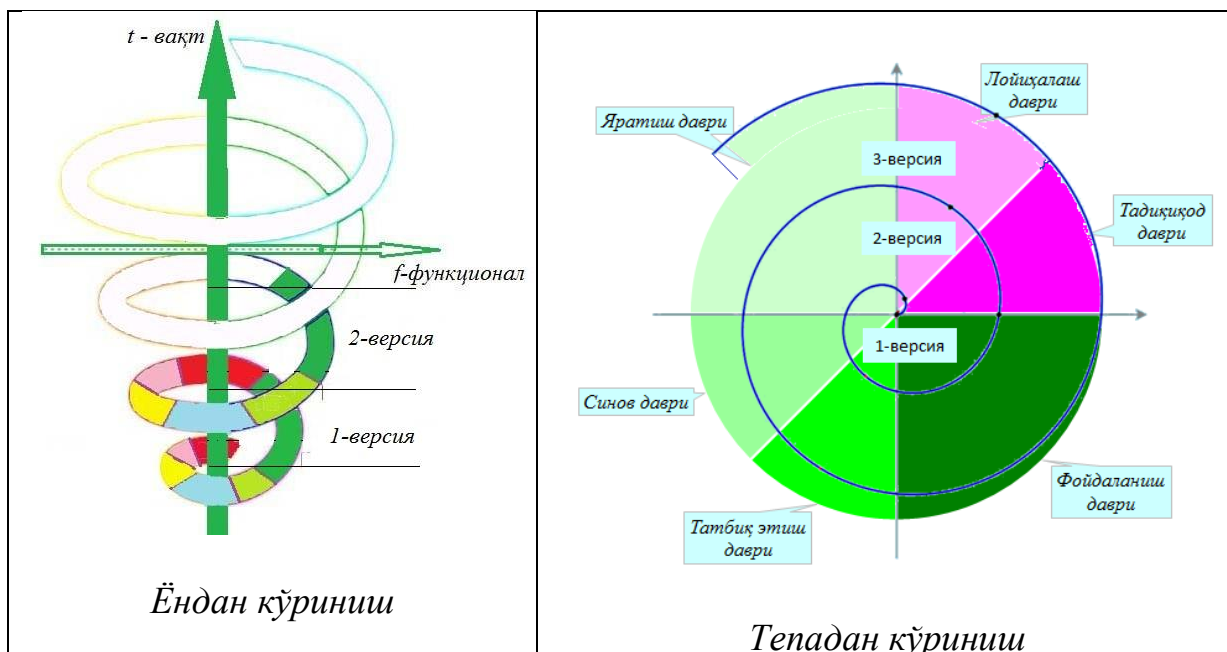 t - вақт
f-функционал
2-версия
1-версия
Ёндан кўриниш
Лойиҳалаш
даври
Яратиш даври
3-версия
Тадиқиқод
даври
2-версия
1-версия
Синов даври
Фойдаланиш
даври
Татбиқ этиш
даври
Тепадан кўриниш